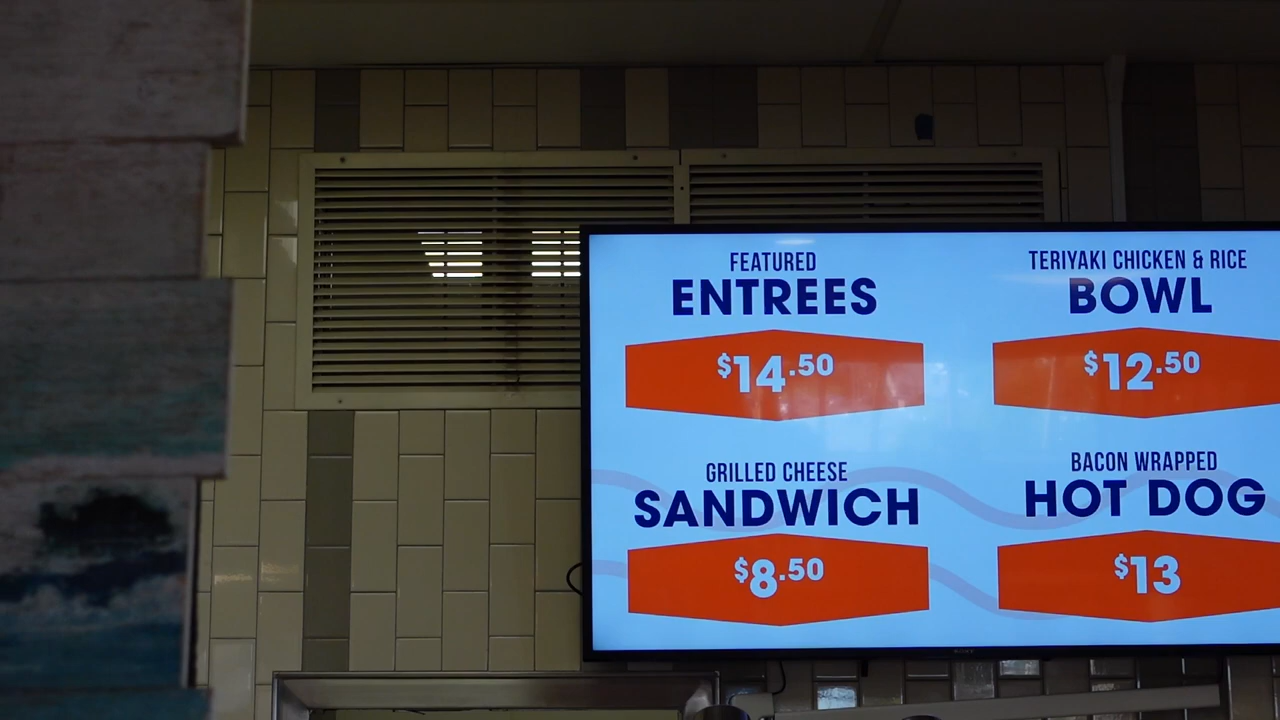 FEATURED
ENTREES
$14.50
TERIYAKI CHICKEN & RICE
BOWL
$12.50
GRILLED CHEESE
SANDWICH
$8.50
BACON WRAPPED
HOT DOG
$13
SONY